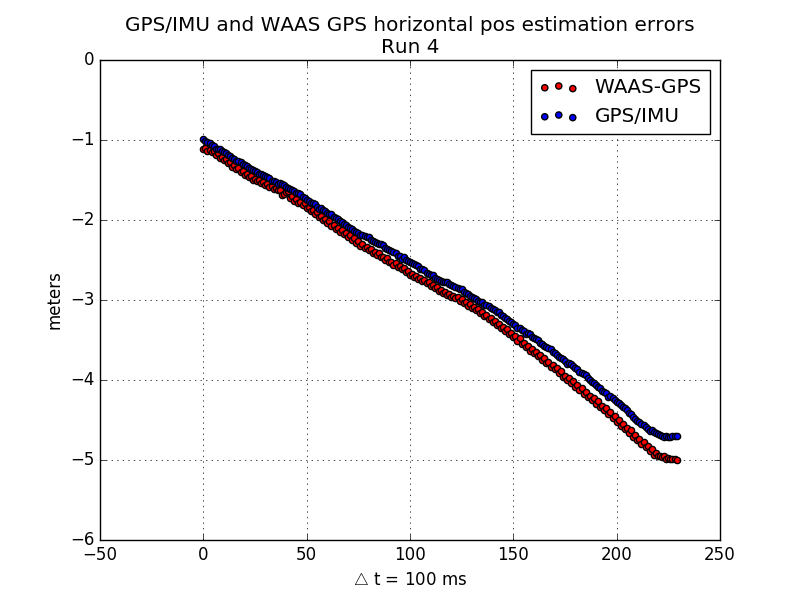 GPS/IMU and WAAS GPS horizontal pos estimation errors
Run 4
WAAS-GPS
GPS/IMU
0
−1
−2
−3
−4
−5
−6
meters
−50 0 50 100 150 200 250
△ t = 100 ms